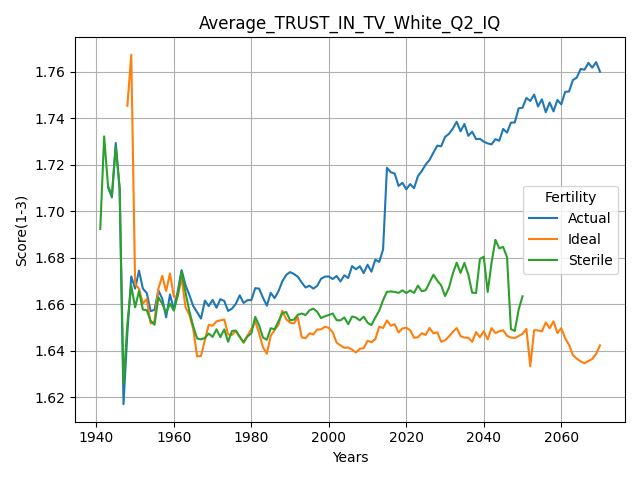 Average_TRUST_IN_TV_White_Q2_IQ
Score(1-3)
1.76
1.74
1.72
1.70
1.68
1.66
1.64
1.62
Fertility
Actual
Ideal
Sterile
1940 1960 1980 2000 2020 2040 2060
Years